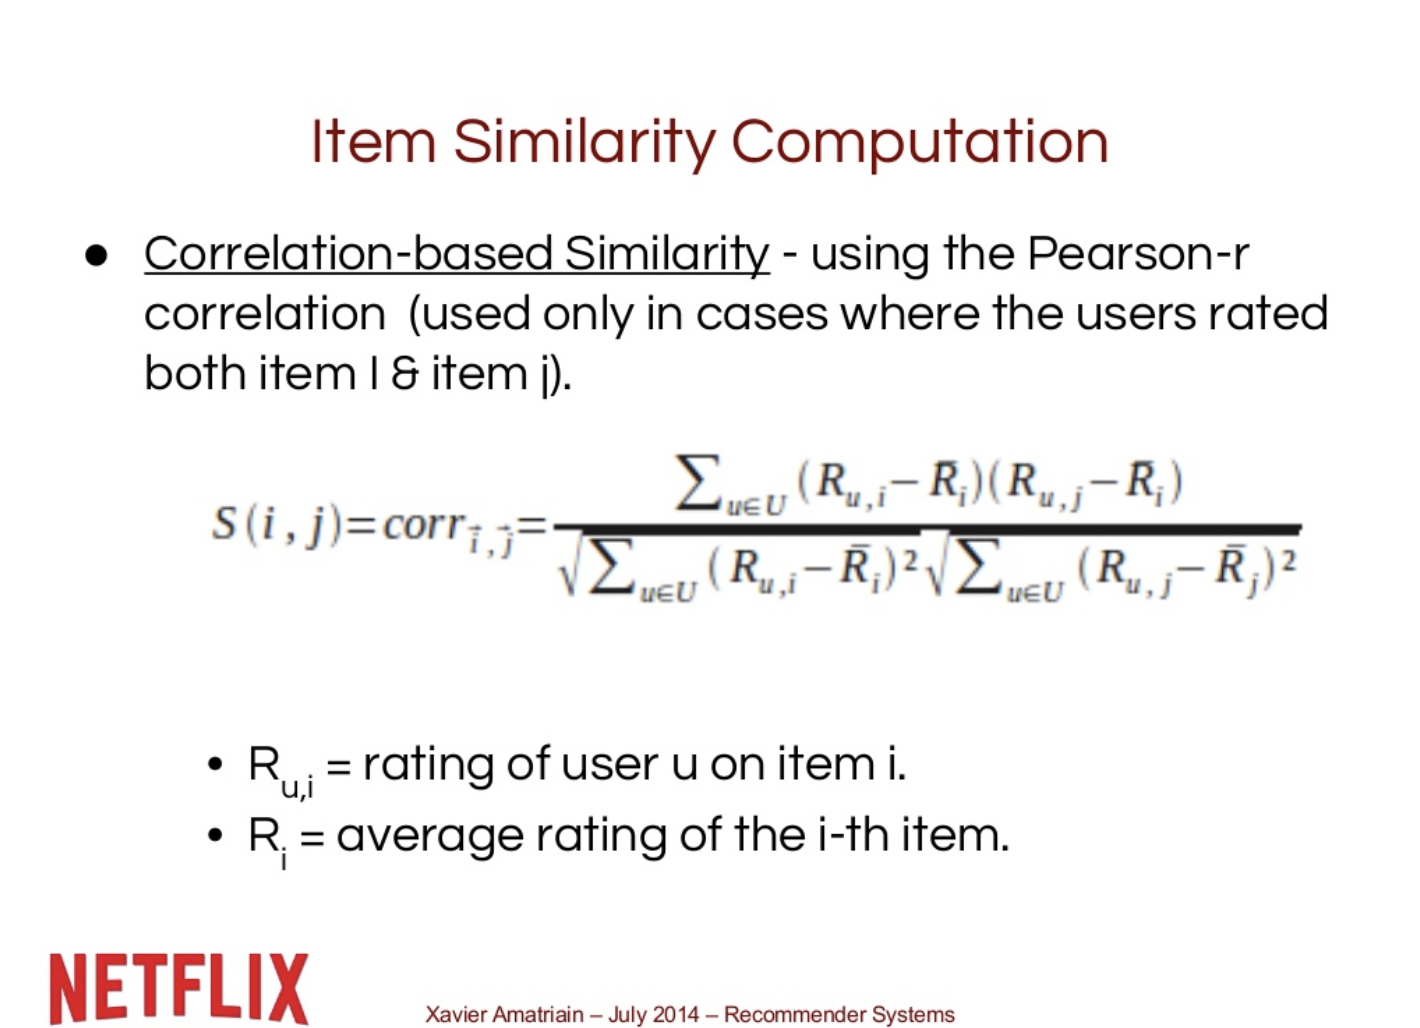 Item Similarity Computation
● Correlation-based Similarity - using the Pearson-r
correlation (used only in cases where the users rated
both item I & item j).
S(i,j)=corr_{\vec{i},\vec{j}}=\frac{\sum_{u∈U}(R_{u,i}-\bar{R}_i)(R_{u,j}-\bar{R}_i)}{\sqrt{\sum_{u∈U}(R_{u,i}-\bar{R}_i)^2}\sqrt{\sum_{u∈U}(R_{u,j}-\bar{R}_j)^2}}
• R_{u,i} = rating of user u on item i.
• R_i = average rating of the i-th item.
NETFLIX
Xavier Amatriain – July 2014 – Recommender Systems